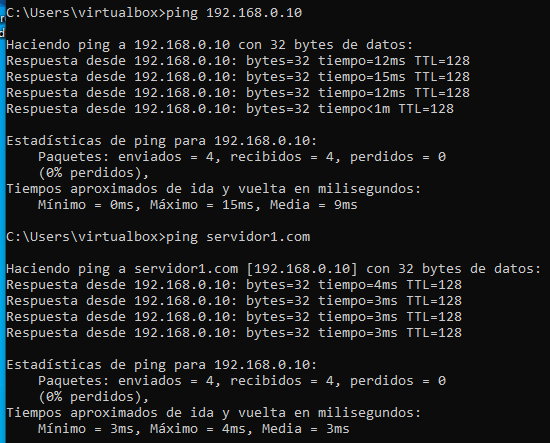 C:\Users\virtualbox>ping 192.168.0.10
Haciendo ping a 192.168.0.10 con 32 bytes de datos:
Respuesta desde 192.168.0.10: bytes=32 tiempo=12ms TTL=128
Respuesta desde 192.168.0.10: bytes=32 tiempo=15ms TTL=128
Respuesta desde 192.168.0.10: bytes=32 tiempo=12ms TTL=128
Respuesta desde 192.168.0.10: bytes=32 tiempo<1m TTL=128
Estadísticas de ping para 192.168.0.10:
    Paquetes: enviados = 4, recibidos = 4, perdidos = 0
    (0% perdidos),
Tiempos aproximados de ida y vuelta en milisegundos:
    Mínimo = 0ms, Máximo = 15ms, Media = 9ms
C:\Users\virtualbox>ping servidor1.com
Haciendo ping a servidor1.com [192.168.0.10] con 32 bytes de datos:
Respuesta desde 192.168.0.10: bytes=32 tiempo=4ms TTL=128
Respuesta desde 192.168.0.10: bytes=32 tiempo=3ms TTL=128
Respuesta desde 192.168.0.10: bytes=32 tiempo=3ms TTL=128
Respuesta desde 192.168.0.10: bytes=32 tiempo=3ms TTL=128
Estadísticas de ping para 192.168.0.10:
    Paquetes: enviados = 4, recibidos = 4, perdidos = 0
    (0% perdidos),
Tiempos aproximados de ida y vuelta en milisegundos:
    Mínimo = 3ms, Máximo = 4ms, Media = 3ms